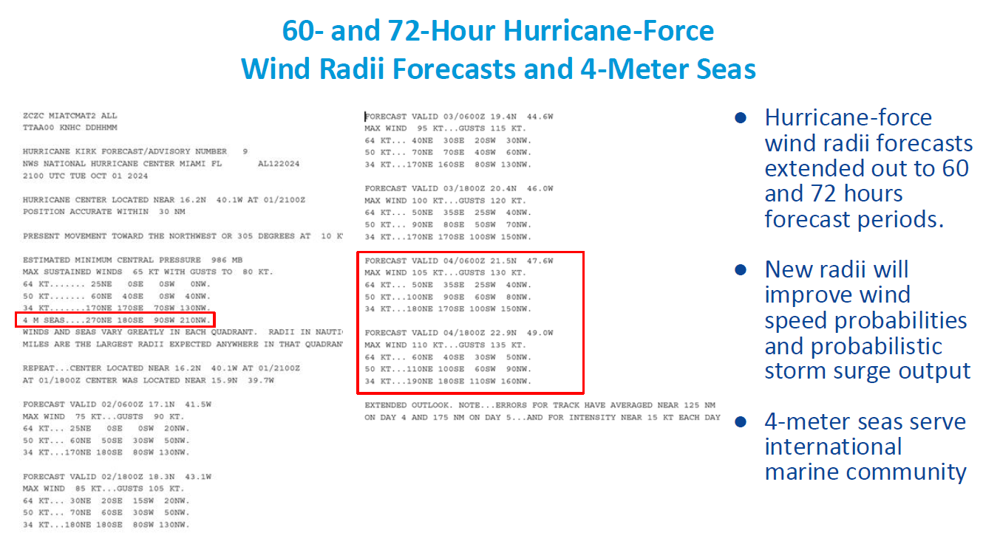 60- and 72-Hour Hurricane-Force
Wind Radii Forecasts and 4-Meter Seas
ZCZC MIATCMAT2 ALL
TTAA00 KNHC DDHHMM
HURRICANE KIRK FORECAST/ADVISORY NUMBER   9
NWS NATIONAL HURRICANE CENTER MIAMI FL       AL122024
2100 UTC TUE OCT 01 2024
HURRICANE CENTER LOCATED NEAR 16.2N  40.1W AT 01/2100Z
POSITION ACCURATE WITHIN  30 NM
PRESENT MOVEMENT TOWARD THE NORTHWEST OR 305 DEGREES AT  10
ESTIMATED MINIMUM CENTRAL PRESSURE  986 MB
MAX SUSTAINED WINDS  65 KT WITH GUSTS TO  80 KT.
64 KT....... 25NE   0SE   0SW   0NW.
50 KT....... 60NE  40SE   0SW  40NW.
34 KT.......170NE 170SE  70SW 130NW.
4 M SEAS....270NE 180SE  90SW 210NW.
WINDS AND SEAS VARY GREATLY IN EACH QUADRANT.  RADII IN
MILES ARE THE LARGEST RADII EXPECTED ANYWHERE IN THAT
REPEAT...CENTER LOCATED NEAR 16.2N  40.1W AT 01/2100Z
AT 01/1800Z CENTER WAS LOCATED NEAR 15.9N  39.7W
FORECAST VALID 02/0600Z 17.1N  41.5W
MAX WIND  75 KT...GUSTS  90 KT.
64 KT... 25NE   0SE   0SW  20NW.
50 KT... 60NE  50SE  30SW  50NW.
34 KT...170NE 180SE  80SW 130NW.
FORECAST VALID 02/1800Z 18.3N  43.1W
MAX WIND  85 KT...GUSTS 105 KT.
64 KT... 30NE  20SE  15SW  20NW.
50 KT... 70NE  60SE  30SW  50NW.
34 KT...180NE 180SE  80SW 130NW.
FORECAST VALID 03/0600Z 19.4N  44.6W
MAX WIND  95 KT...GUSTS 115 KT.
64 KT... 40NE  30SE  20SW  30NW.
50 KT... 70NE  70SE  40SW  60NW.
34 KT...170NE 160SE  80SW 130NW.
FORECAST VALID 03/1800Z 20.4N  46.0W
MAX WIND 100 KT...GUSTS 120 KT.
64 KT... 50NE  35SE  25SW  40NW.
50 KT... 90NE  80SE  50SW  70NW.
34 KT...170NE 170SE 100SW 150NW.
FORECAST VALID 04/0600Z 21.5N  47.6W
MAX WIND 105 KT...GUSTS 130 KT.
64 KT... 50NE  35SE  25SW  40NW.
50 KT...100NE  90SE  60SW  80NW.
34 KT...180NE 170SE 100SW 150NW.
FORECAST VALID 04/1800Z 22.9N  49.0W
MAX WIND 110 KT...GUSTS 135 KT.
64 KT... 60NE  40SE  30SW  50NW.
50 KT...110NE 100SE  60SW  90NW.
34 KT...190NE 180SE 110SW 160NW.
EXTENDED OUTLOOK. NOTE...ERRORS FOR TRACK HAVE AVERAGED NEAR 125 NM
ON DAY 4 AND 175 NM ON DAY 5...AND FOR INTENSITY NEAR 15 KT EACH DAY
● Hurricane-force
wind radii forecasts
extended out to 60
and 72 hours
forecast periods.
● New radii will
improve wind
speed probabilities
and probabilistic
storm surge output
● 4-meter seas serve
international
marine community